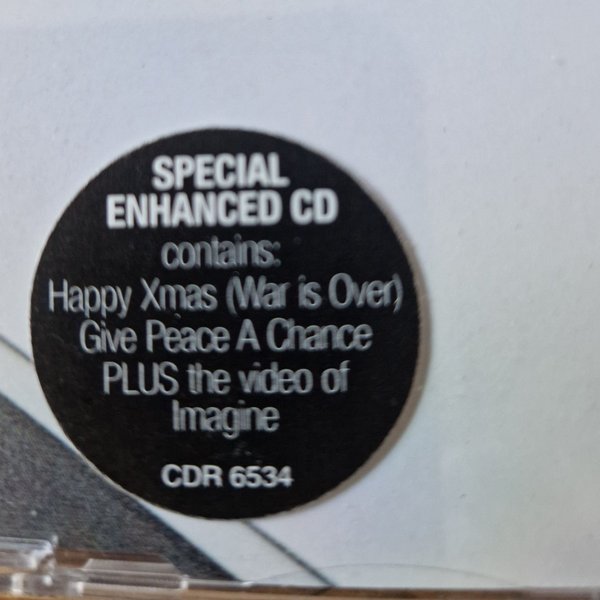 SPECIAL
ENHANCED CD
contains:
Happy Xmas (War is Over)
Give Peace A Chance
PLUS the video of
Imagine
CDR 6534